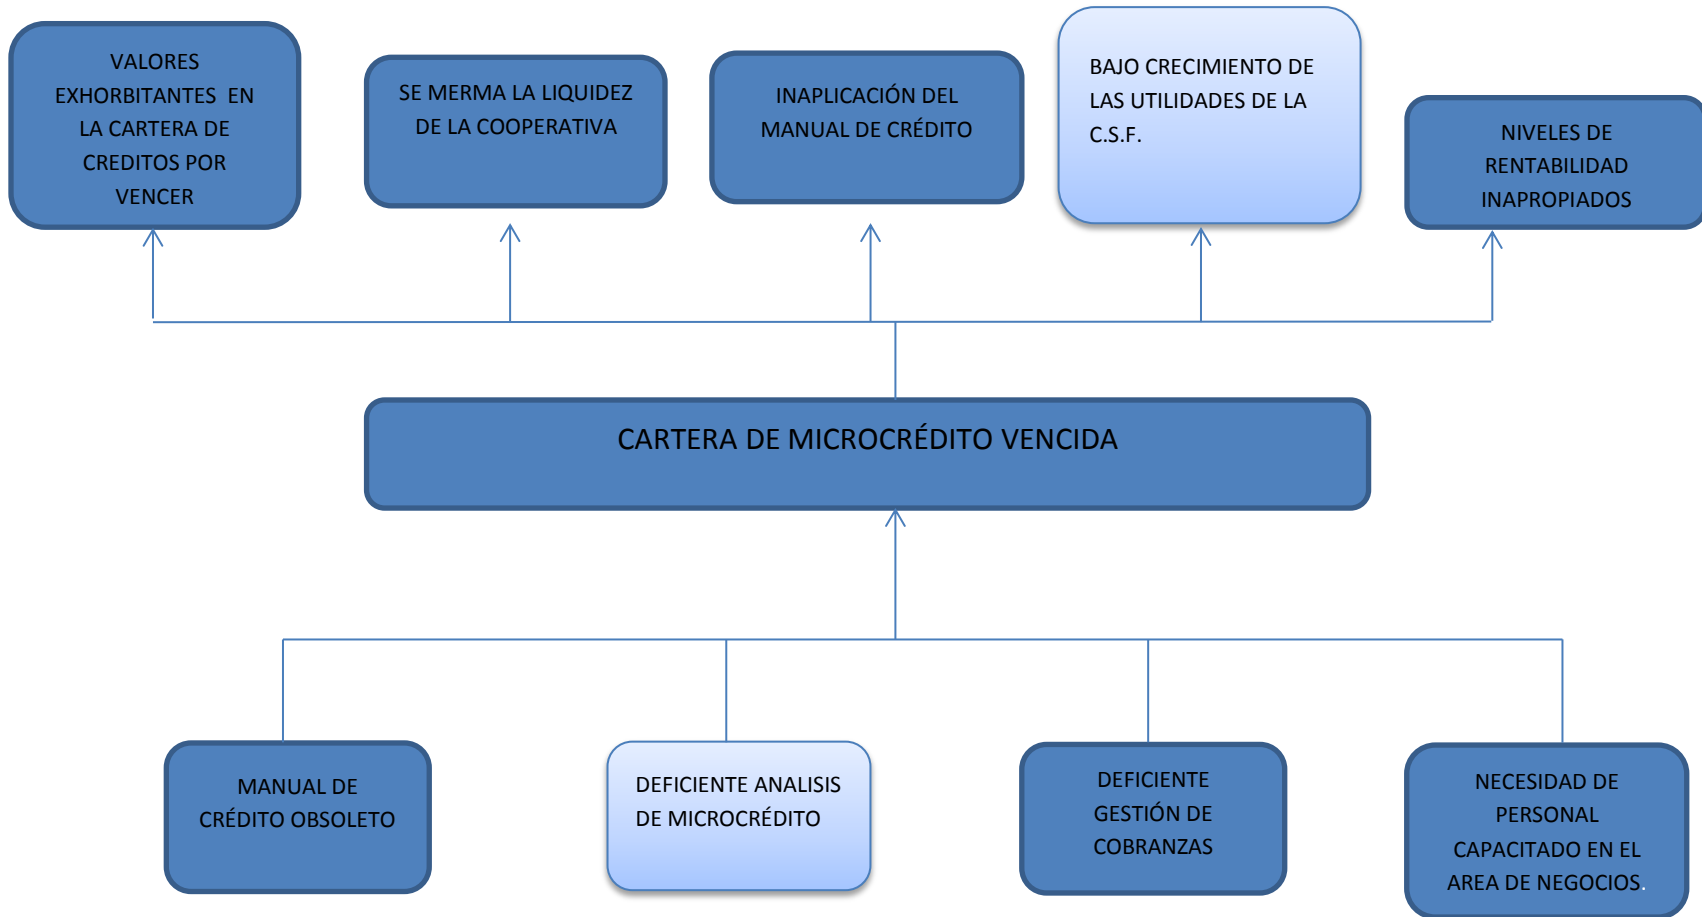 VALORES
EXHORBITANTES EN
LA CARTERA DE
CREDITOS POR
VENCER
SE MERMA LA LIQUIDEZ
DE LA COOPERATIVA
INAPLICACIÓN DEL
MANUAL DE CRÉDITO
BAJO CRECIMIENTO DE
LAS UTILIDADES DE LA
C.S.F.
NIVELES DE
RENTABILIDAD
INAPROPIADOS
CARTERA DE MICROCRÉDITO VENCIDA
MANUAL DE
CRÉDITO OBSOLETO
DEFICIENTE ANALISIS
DE MICROCRÉDITO
DEFICIENTE
GESTIÓN DE
COBRANZAS
NECESIDAD DE
PERSONAL
CAPACITADO EN EL
AREA DE NEGOCIOS.